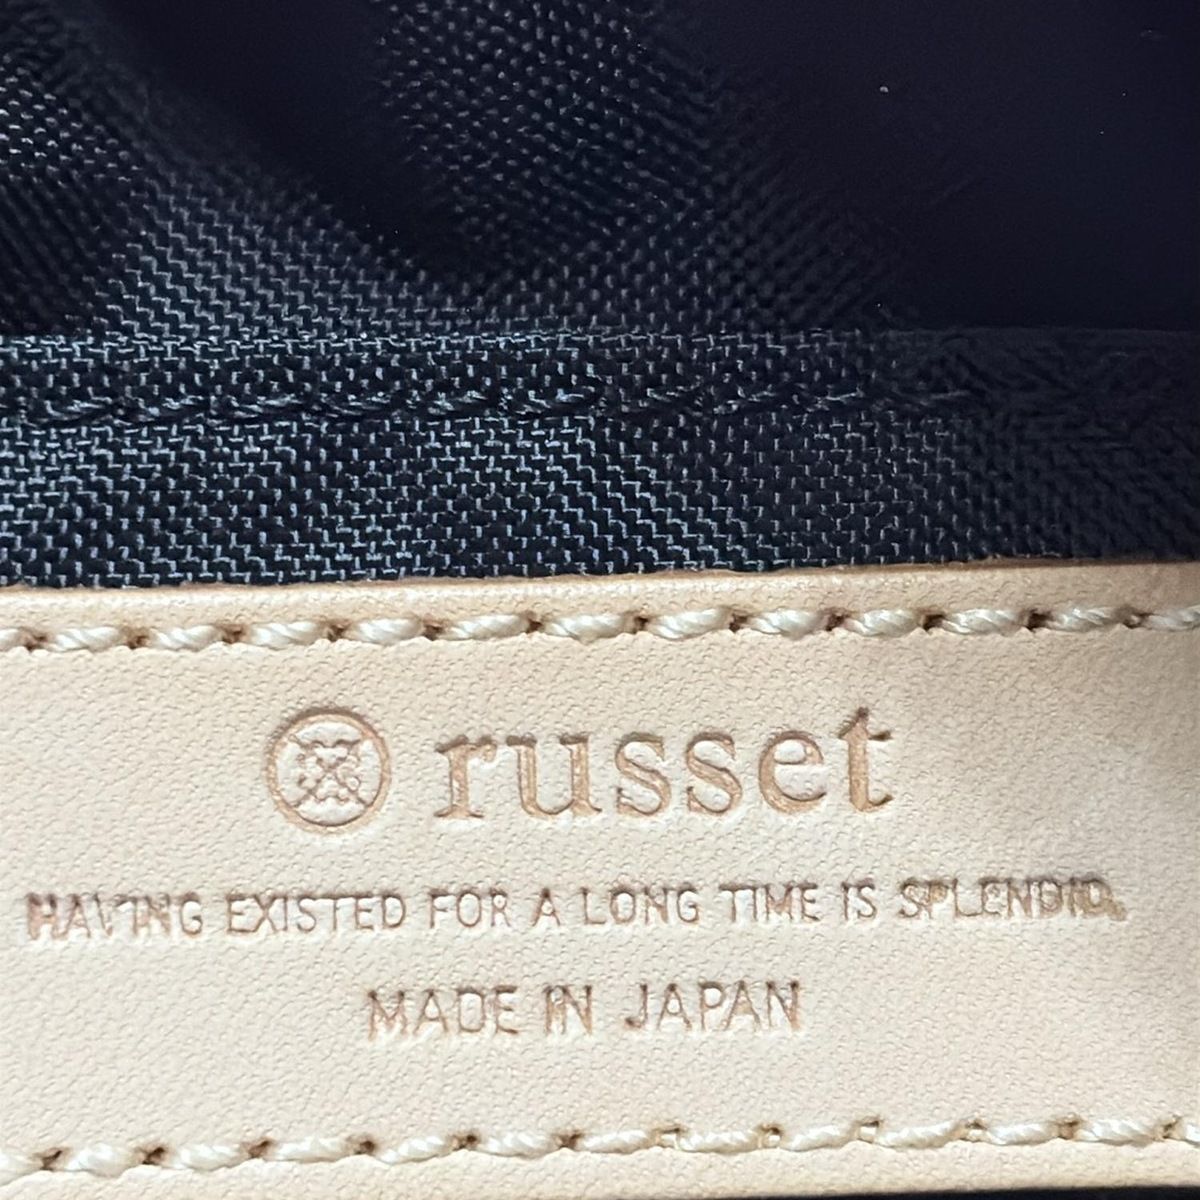 russet
HAVING EXISTED FOR A LONG TIME IS SPLENDID.
MADE IN JAPAN